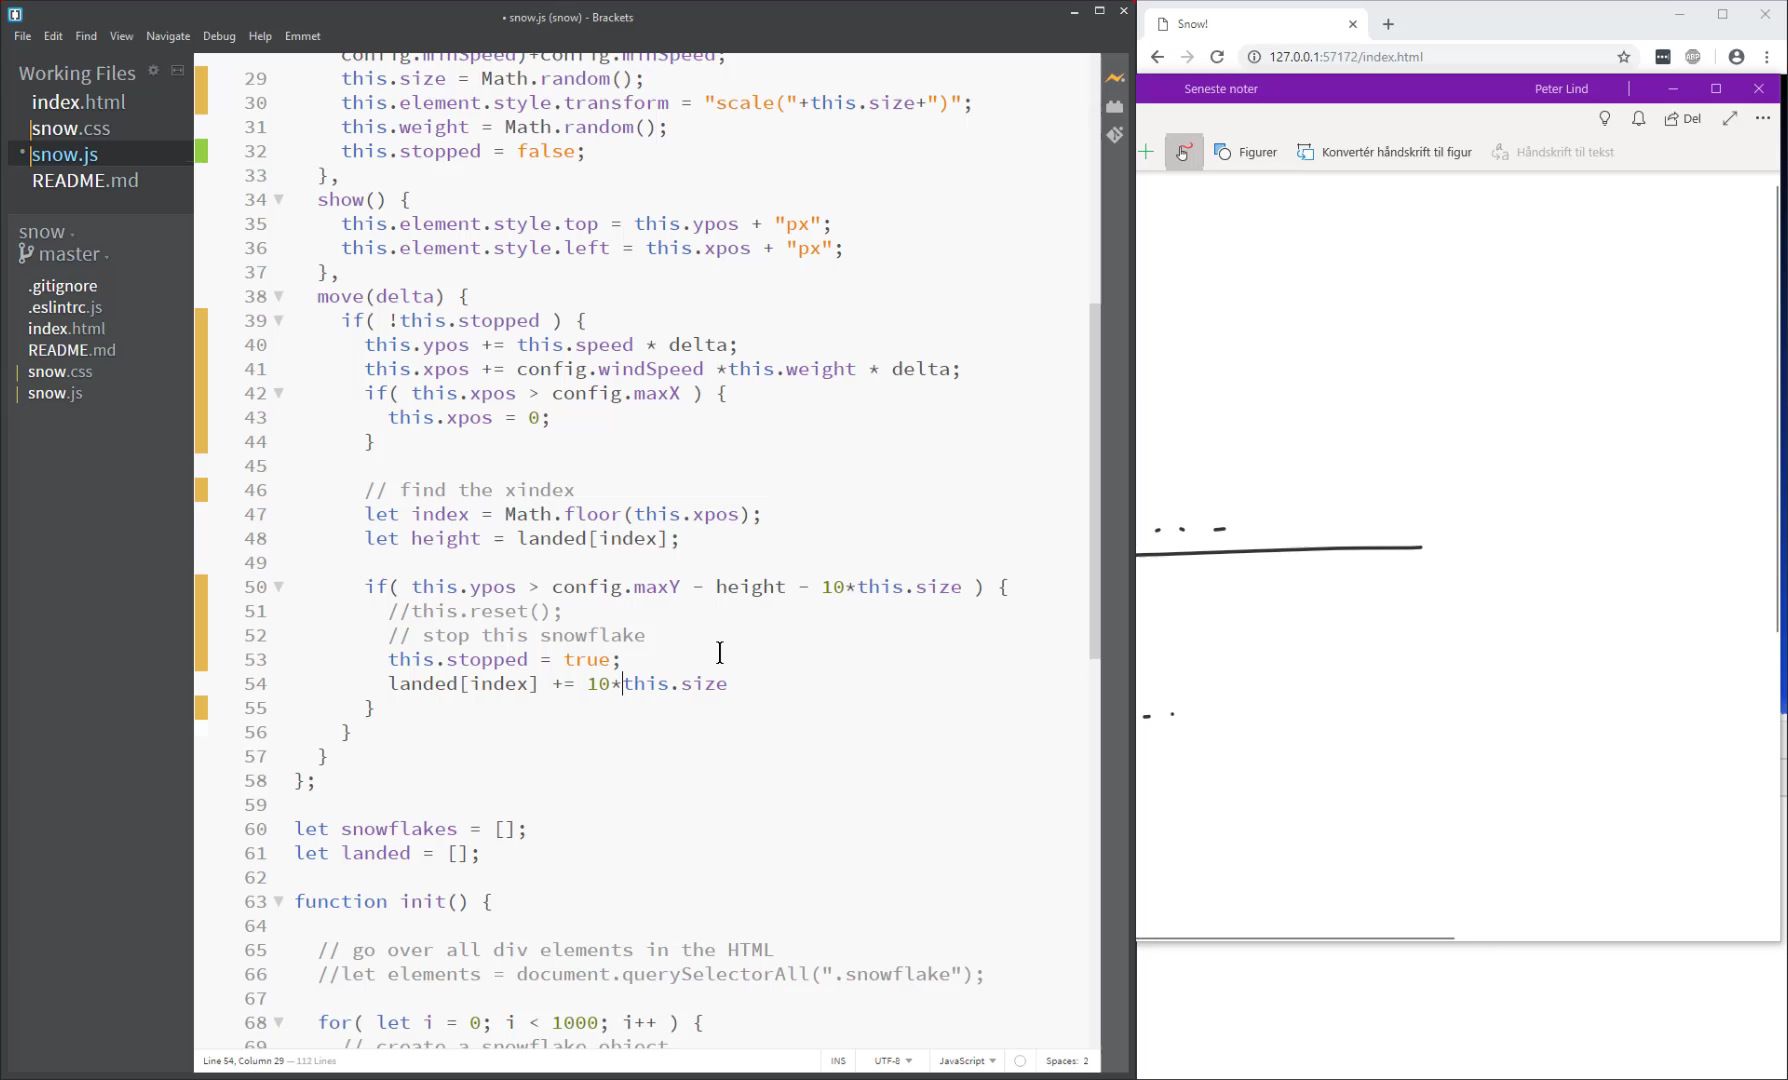 • snow.js (snow) - Brackets
File Edit Find View Navigate Debug Help Emmet
Working Files
index.html
snow.css
• snow.js
README.md
snow
master
.gitignore
.eslintrc.js
index.html
README.md
snow.css
snow.js
config.minSpeed)+config.minSpeed;
29 this.size = Math.random();
30 this.element.style.transform = "scale("+this.size+")";
31 this.weight = Math.random();
32 this.stopped = false;
33 },
34 show() {
35 this.element.style.top = this.ypos + "px";
36 this.element.style.left = this.xpos + "px";
37 },
38 move(delta) {
39 if( !this.stopped ) {
40 this.ypos += this.speed * delta;
41 this.xpos += config.windSpeed *this.weight * delta;
42 if( this.xpos > config.maxX ) {
43 this.xpos = 0;
44 }
45
46 // find the xindex
47 let index = Math.floor(this.xpos);
48 let height = landed[index];
49
50 if( this.ypos > config.maxY - height - 10*this.size ) {
51 //this.reset();
52 // stop this snowflake
53 this.stopped = true;
54 landed[index] += 10*this.size
55 }
56 }
57 }
58 };
59
60 let snowflakes = [];
61 let landed = [];
62
63 function init() {
64
65 // go over all div elements in the HTML
66 //let elements = document.querySelectorAll(".snowflake");
67
68 for( let i = 0; i < 1000; i++ ) {
69 // create a snowflake object
Line 54, Column 29 — 112 Lines
INS UTF-8 JavaScript Spaces: 2
Snow!
127.0.0.1:57172/index.html
ABP
Seneste noter Peter Lind
Del
Figurer Konvertér håndskrift til figur Håndskrift til tekst